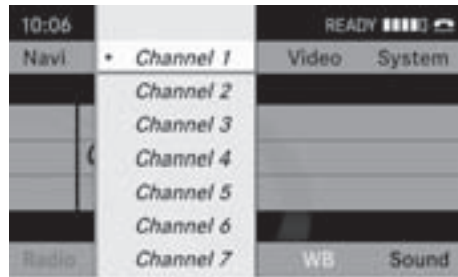 10:06 READY
Navi • Channel 1 Video System
Channel 2
Channel 3
Channel 4
Channel 5
Channel 6
Radio Channel 7 WB Sound